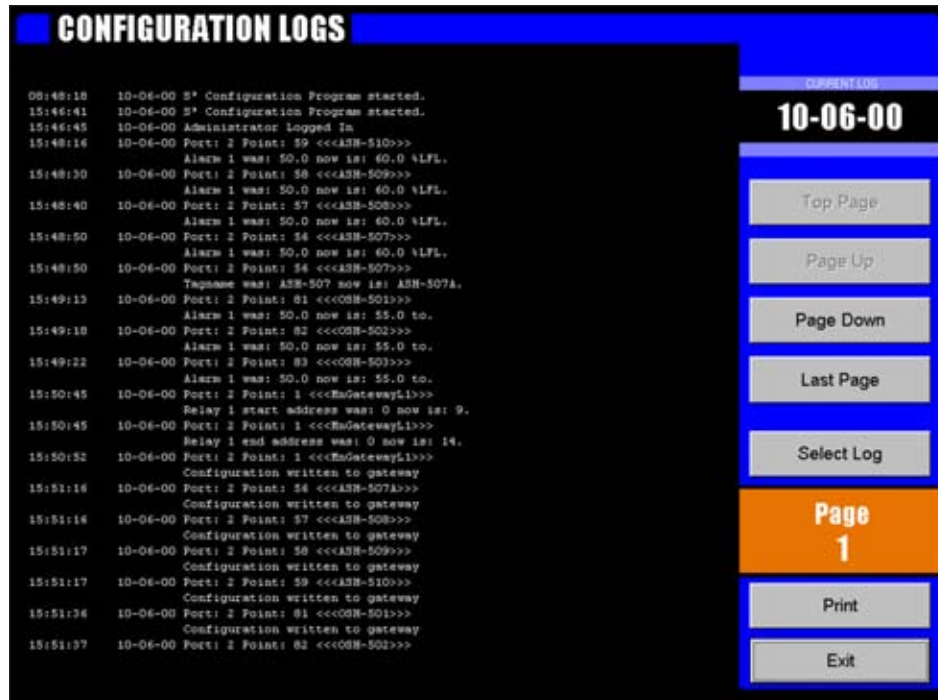 CONFIGURATION LOGS
08:48:18 10-06-00 S³ Configuration Program started.
15:46:41 10-06-00 S³ Configuration Program started.
15:46:45 10-06-00 Administrator Logged In
15:48:16 10-06-00 Port: 2 Point: 59 <<<ASH-510>>>
Alarm 1 was: 50.0 now is: 60.0 %LFL.
15:48:30 10-06-00 Port: 2 Point: 58 <<<ASH-509>>>
Alarm 1 was: 50.0 now is: 60.0 %LFL.
15:48:40 10-06-00 Port: 2 Point: 57 <<<ASH-508>>>
Alarm 1 was: 50.0 now is: 60.0 %LFL.
15:48:50 10-06-00 Port: 2 Point: 56 <<<ASH-507>>>
Alarm 1 was: 50.0 now is: 60.0 %LFL.
15:48:50 10-06-00 Port: 2 Point: 56 <<<ASH-507>>>
Tagname was: ASH-507 now is: ASH-507A.
15:49:13 10-06-00 Port: 2 Point: 81 <<<OSH-501>>>
Alarm 1 was: 50.0 now is: 55.0 to.
15:49:18 10-06-00 Port: 2 Point: 82 <<<OSH-502>>>
Alarm 1 was: 50.0 now is: 55.0 to.
15:49:22 10-06-00 Port: 2 Point: 83 <<<OSH-503>>>
Alarm 1 was: 50.0 now is: 55.0 to.
15:50:45 10-06-00 Port: 2 Point: 1 <<<MnGatewayL1>>>
Relay 1 start address was: 0 now is: 9.
15:50:45 10-06-00 Port: 2 Point: 1 <<<MnGatewayL1>>>
Relay 1 end address was: 0 now is: 14.
15:50:52 10-06-00 Port: 2 Point: 1 <<<MnGatewayL1>>>
Configuration written to gateway
15:51:16 10-06-00 Port: 2 Point: 56 <<<ASH-507A>>>
Configuration written to gateway
15:51:16 10-06-00 Port: 2 Point: 57 <<<ASH-508>>>
Configuration written to gateway
15:51:17 10-06-00 Port: 2 Point: 58 <<<ASH-509>>>
Configuration written to gateway
15:51:17 10-06-00 Port: 2 Point: 59 <<<ASH-510>>>
Configuration written to gateway
15:51:36 10-06-00 Port: 2 Point: 81 <<<OSH-501>>>
Configuration written to gateway
15:51:37 10-06-00 Port: 2 Point: 82 <<<OSH-502>>>
CURRENT LOG
10-06-00
Top Page
Page Up
Page Down
Last Page
Select Log
Page
1
Print
Exit